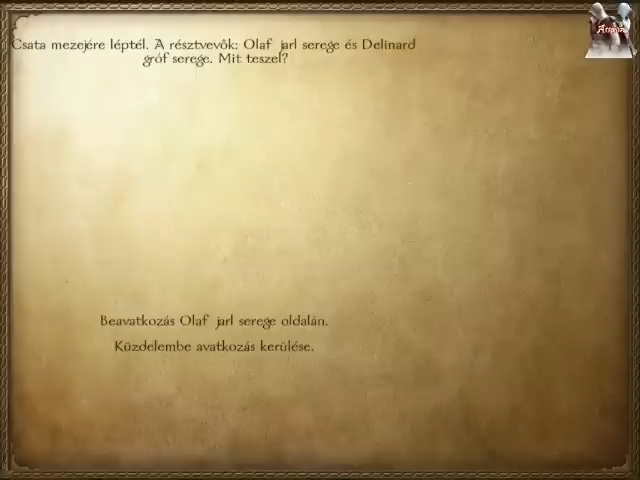 Csata mezejére léptél. A résztvevők: Olaf jarl serege és Delinard
gróf serege. Mit teszel?
Beavatkozás Olaf jarl serege oldalán.
Küzdelembe avatkozás kerülése.